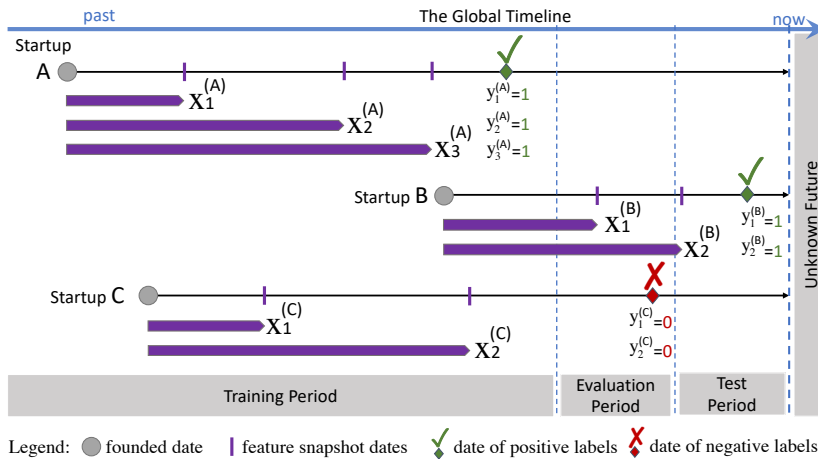 The Global Timeline
past
now
Startup
A
X1(A)
X2(A)
X3(A)
y1(A)=1
y2(A)=1
y3(A)=1
Startup B
X1(B)
X2(B)
y1(B)=1
y2(B)=1
Startup C
X1(C)
X2(C)
y1(C)=0
y2(C)=0
Unknown Future
Training Period
Evaluation
Period
Test
Period
Legend: founded date feature snapshot dates date of positive labels date of negative labels